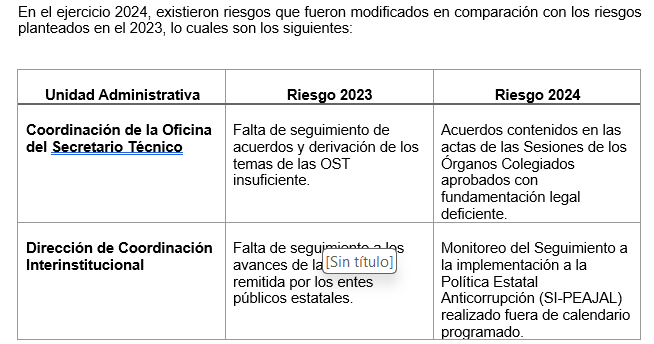 En el ejercicio 2024, existieron riesgos que fueron modificados en comparación con los riesgos
planteados en el 2023, lo cuales son los siguientes:
Unidad Administrativa
Riesgo 2023
Riesgo 2024
Coordinación de la Oficina
del Secretario Técnico
Falta de seguimiento de
acuerdos y derivación de los
temas de las OST
insuficiente.
Acuerdos contenidos en las
actas de las Sesiones de los
Órganos Colegiados
aprobados con
fundamentación legal
deficiente.
Dirección de Coordinación
Interinstitucional
Falta de seguimiento a los
avances de la
[Sin título]
remitida por los entes
públicos estatales.
Monitoreo del Seguimiento a
la implementación a la
Política Estatal
Anticorrupción (SI-PEAJAL)
realizado fuera de calendario
programado.